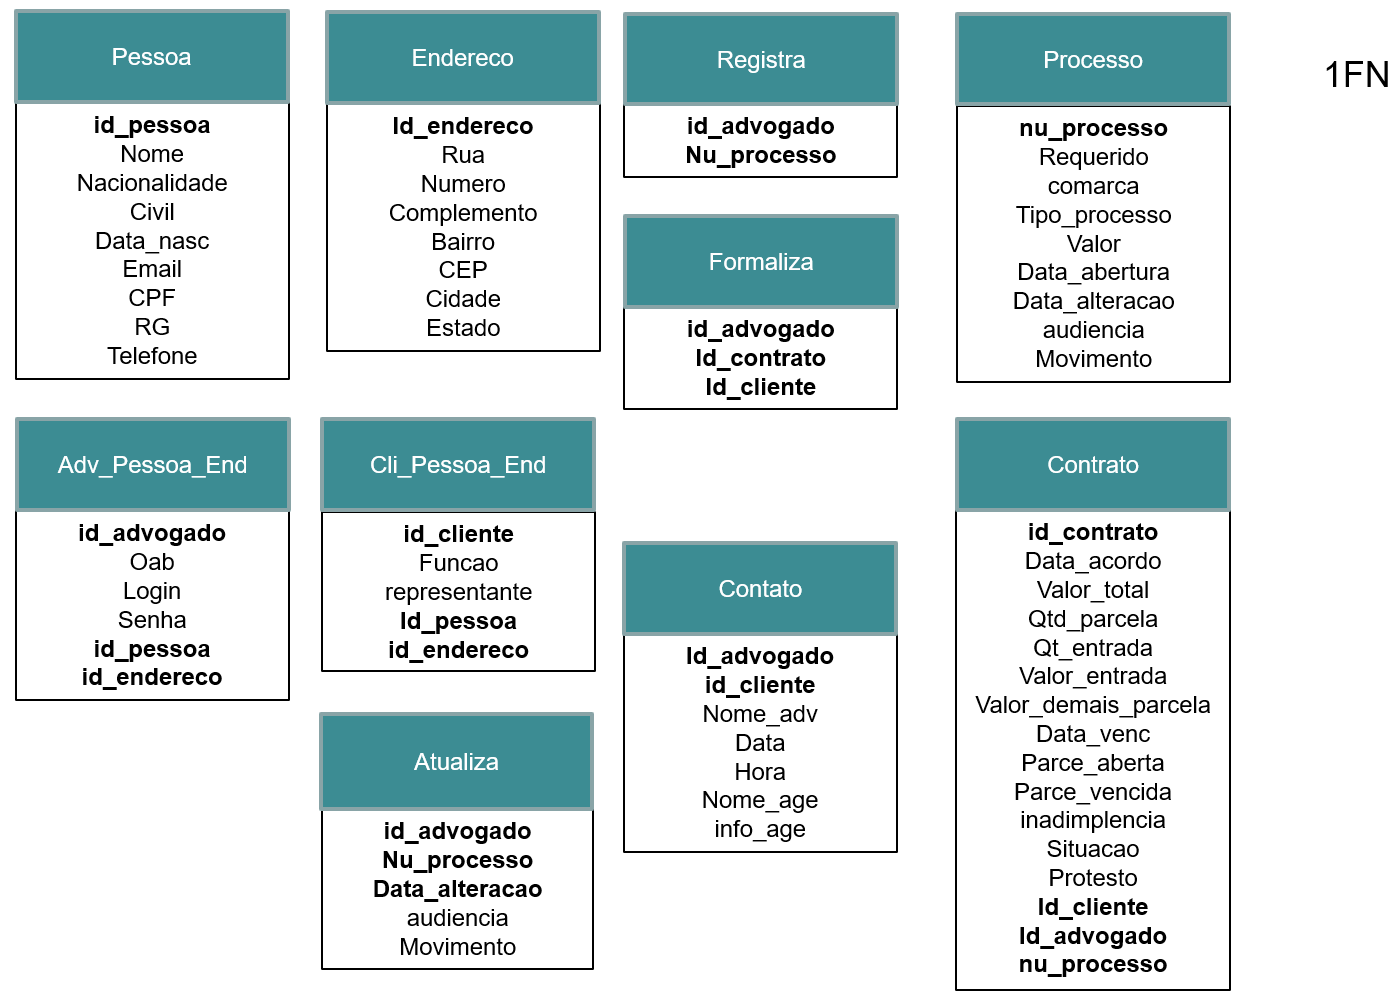 Pessoa
id_pessoa
Nome
Nacionalidade
Civil
Data_nasc
Email
CPF
RG
Telefone
Endereco
Id_endereco
Rua
Numero
Complemento
Bairro
CEP
Cidade
Estado
Registra
id_advogado
Nu_processo
Formaliza
id_advogado
Id_contrato
Id_cliente
Processo
nu_processo
Requerido
comarca
Tipo_processo
Valor
Data_abertura
Data_alteracao
audiencia
Movimento
1FN
Adv_Pessoa_End
id_advogado
Oab
Login
Senha
id_pessoa
id_endereco
Cli_Pessoa_End
id_cliente
Funcao
representante
Id_pessoa
id_endereco
Atualiza
id_advogado
Nu_processo
Data_alteracao
audiencia
Movimento
Contato
Id_advogado
id_cliente
Nome_adv
Data
Hora
Nome_age
info_age
Contrato
id_contrato
Data_acordo
Valor_total
Qtd_parcela
Qt_entrada
Valor_entrada
Valor_demais_parcela
Data_venc
Parce_aberta
Parce_vencida
inadimplencia
Situacao
Protesto
Id_cliente
Id_advogado
nu_processo